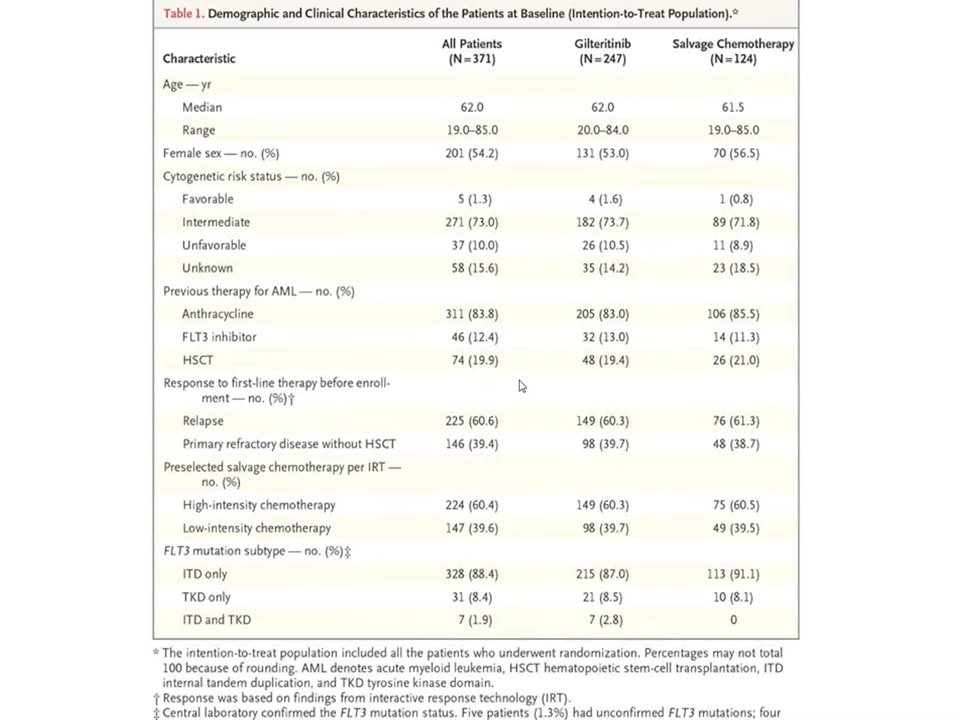 Table 1. Demographic and Clinical Characteristics of the Patients at Baseline (Intention-to-Treat Population).*
Characteristic All Patients (N=371) Gilteritinib (N=247) Salvage Chemotherapy (N=124)
Age — yr
Median 62.0 62.0 61.5
Range 19.0–85.0 20.0–84.0 19.0–85.0
Female sex — no. (%) 201 (54.2) 131 (53.0) 70 (56.5)
Cytogenetic risk status — no. (%)
Favorable 5 (1.3) 4 (1.6) 1 (0.8)
Intermediate 271 (73.0) 182 (73.7) 89 (71.8)
Unfavorable 37 (10.0) 26 (10.5) 11 (8.9)
Unknown 58 (15.6) 35 (14.2) 23 (18.5)
Previous therapy for AML — no. (%)
Anthracycline 311 (83.8) 205 (83.0) 106 (85.5)
FLT3 inhibitor 46 (12.4) 32 (13.0) 14 (11.3)
HSCT 74 (19.9) 48 (19.4) 26 (21.0)
Response to first-line therapy before enroll-
ment — no. (%)†
Relapse 225 (60.6) 149 (60.3) 76 (61.3)
Primary refractory disease without HSCT 146 (39.4) 98 (39.7) 48 (38.7)
Preselected salvage chemotherapy per IRT —
no. (%)
High-intensity chemotherapy 224 (60.4) 149 (60.3) 75 (60.5)
Low-intensity chemotherapy 147 (39.6) 98 (39.7) 49 (39.5)
FLT3 mutation subtype — no. (%)‡
ITD only 328 (88.4) 215 (87.0) 113 (91.1)
TKD only 31 (8.4) 21 (8.5) 10 (8.1)
ITD and TKD 7 (1.9) 7 (2.8) 0
* The intention-to-treat population included all the patients who underwent randomization. Percentages may not total
100 because of rounding. AML denotes acute myeloid leukemia, HSCT hematopoietic stem-cell transplantation, ITD
internal tandem duplication, and TKD tyrosine kinase domain.
† Response was based on findings from interactive response technology (IRT).
‡ Central laboratory confirmed the FLT3 mutation status. Five patients (1.3%) had unconfirmed FLT3 mutations; four